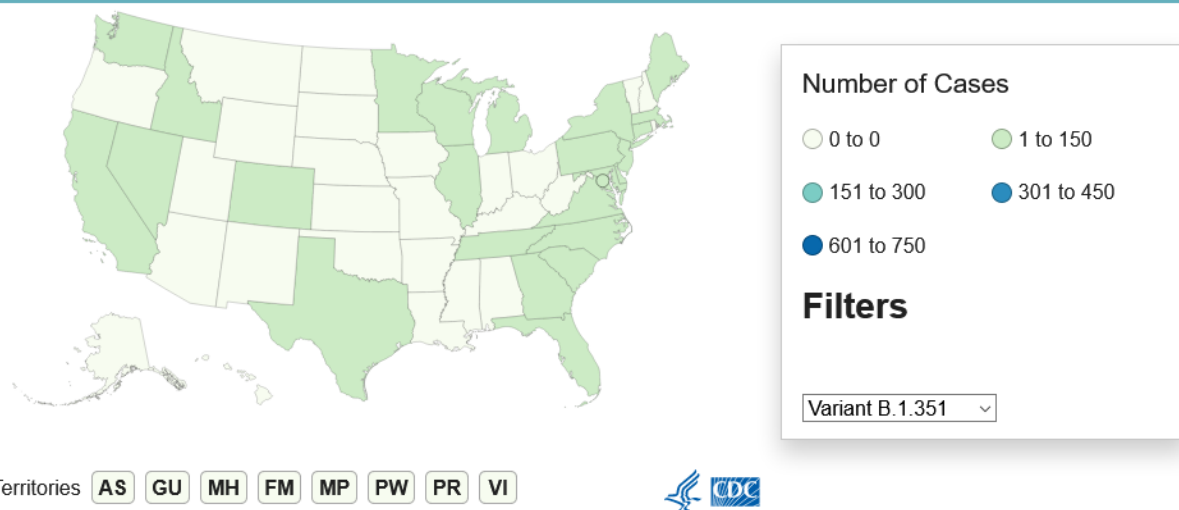 Number of Cases
0 to 0 1 to 150
151 to 300 301 to 450
601 to 750
Filters
Variant B.1.351
erritories AS GU MH FM MP PW PR VI
CDC